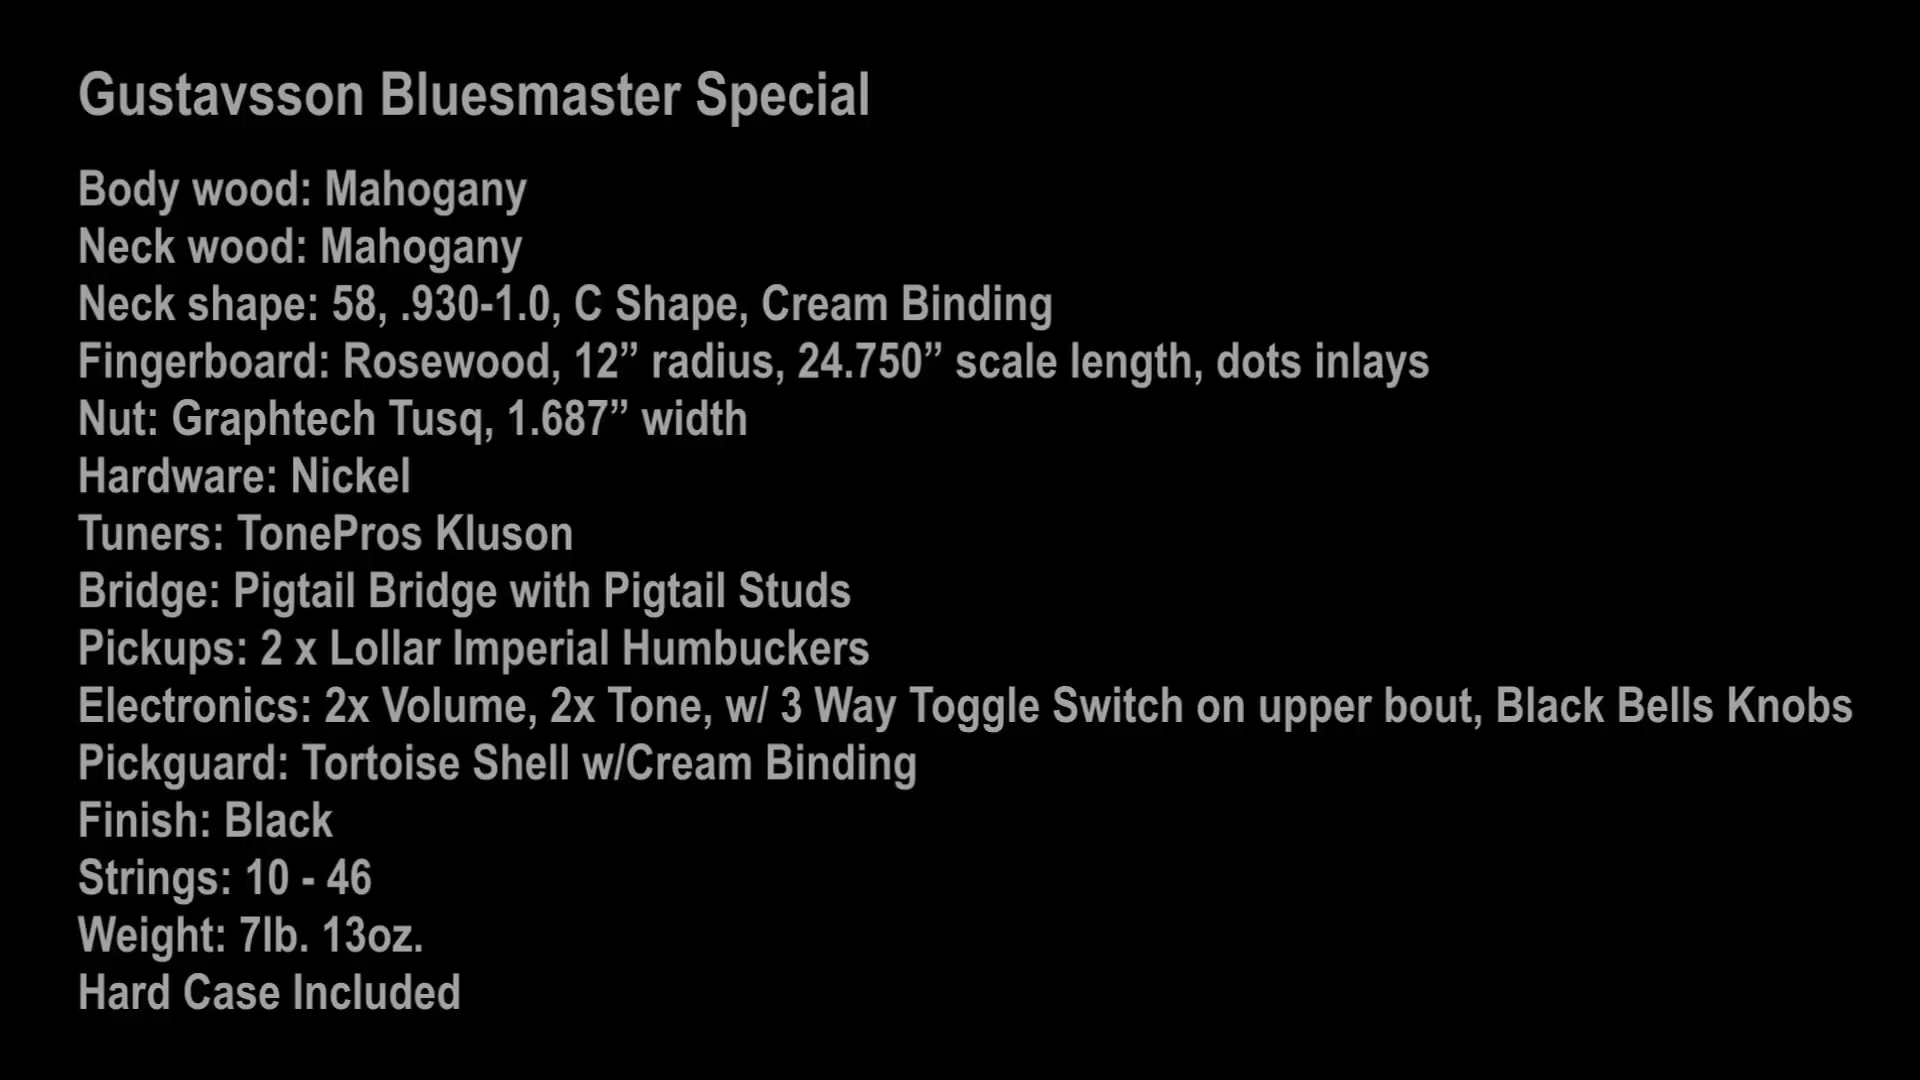 Gustavsson Bluesmaster Special
Body wood: Mahogany
Neck wood: Mahogany
Neck shape: 58, .930-1.0, C Shape, Cream Binding
Fingerboard: Rosewood, 12” radius, 24.750” scale length, dots inlays
Nut: Graphtech Tusq, 1.687” width
Hardware: Nickel
Tuners: TonePros Kluson
Bridge: Pigtail Bridge with Pigtail Studs
Pickups: 2 x Lollar Imperial Humbuckers
Electronics: 2x Volume, 2x Tone, w/ 3 Way Toggle Switch on upper bout, Black Bells Knobs
Pickguard: Tortoise Shell w/Cream Binding
Finish: Black
Strings: 10 - 46
Weight: 7lb. 13oz.
Hard Case Included